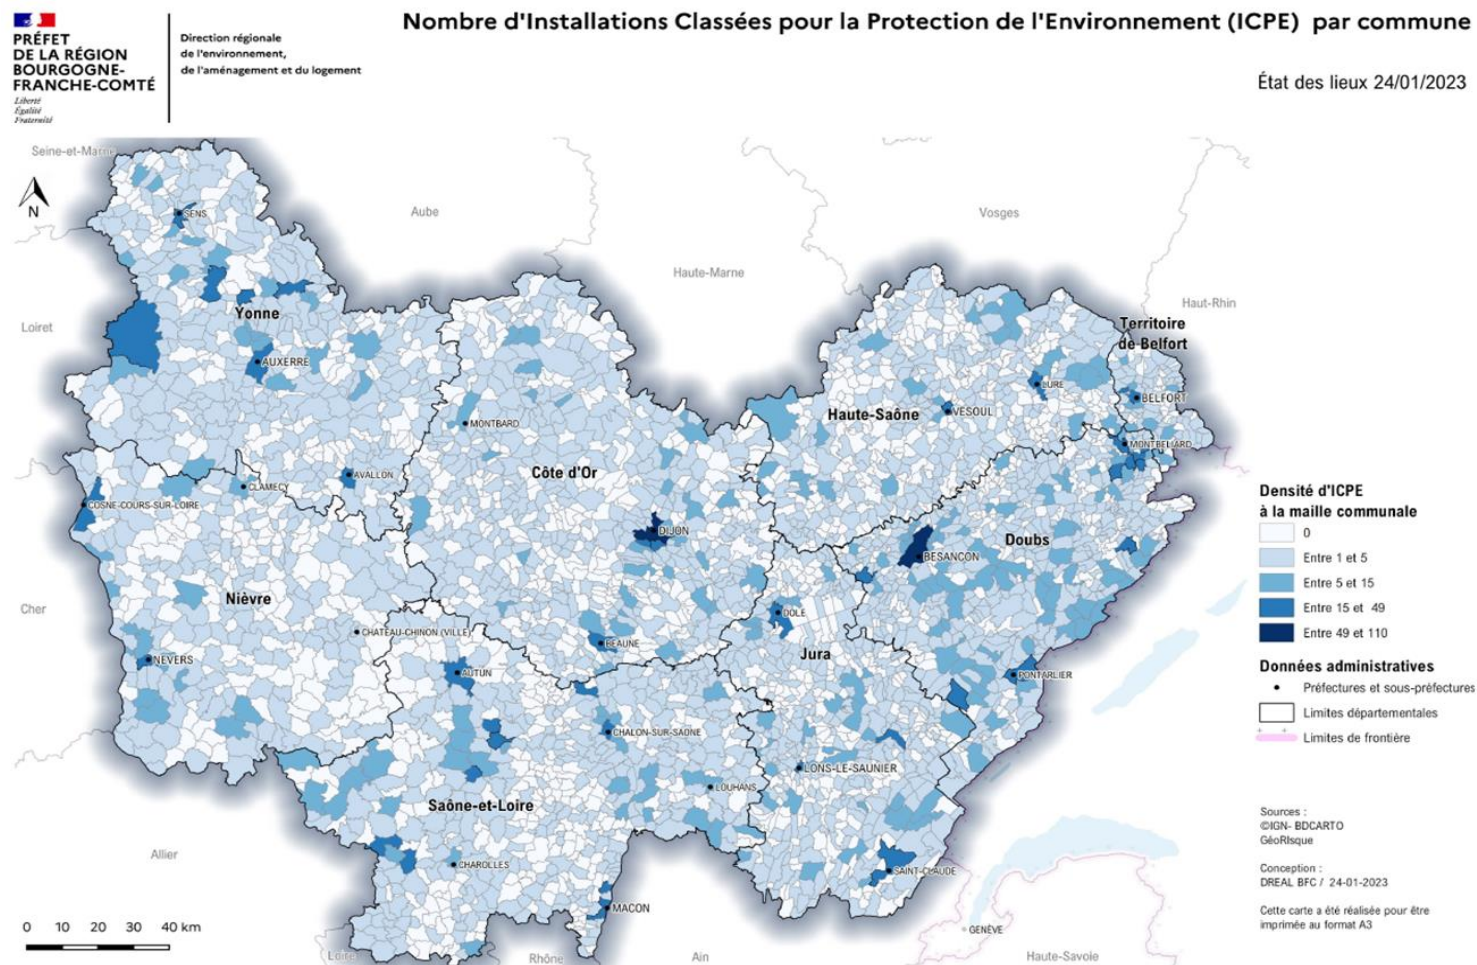 PRÉFET
DE LA RÉGION
BOURGOGNE-
FRANCHE-COMTÉ
Liberté
Égalité
Fraternité
Direction régionale
de l'environnement,
de l'aménagement et du logement
Nombre d'Installations Classées pour la Protection de l'Environnement (ICPE) par commune
État des lieux 24/01/2023
Seine-et-Marne
N
SENS
Aube
Vosges
Haute-Marne
Haut-Rhin
Loiret
Yonne
Territoire
de Belfort
AUXERRE
LURE
BELFORT
Haute-Saône
VESOUL
MONTBARD
MONTBELIARD
Côte d'Or
AVALLON
CLAMECY
COSNE-COURS-SUR-LOIRE
DIJON
Doubs
BESANCON
Cher
Nièvre
DOLE
CHATEAU-CHINON (VILLE)
BEAUNE
Jura
NEVERS
AUTUN
PONTARLIER
CHALON-SUR-SAONE
LONS-LE-SAUNIER
LOUHANS
Saône-et-Loire
Allier
CHAROLLES
SAINT-CLAUDE
MACON
GENÈVE
Loire
Rhône
Ain
Haute-Savoie
0 10 20 30 40 km
Densité d'ICPE
à la maille communale
0
Entre 1 et 5
Entre 5 et 15
Entre 15 et 49
Entre 49 et 110
Données administratives
Préfectures et sous-préfectures
Limites départementales
Limites de frontière
Sources :
©IGN- BDCARTO
GéoRIsque
Conception :
DREAL BFC / 24-01-2023
Cette carte a été réalisée pour être
imprimée au format A3